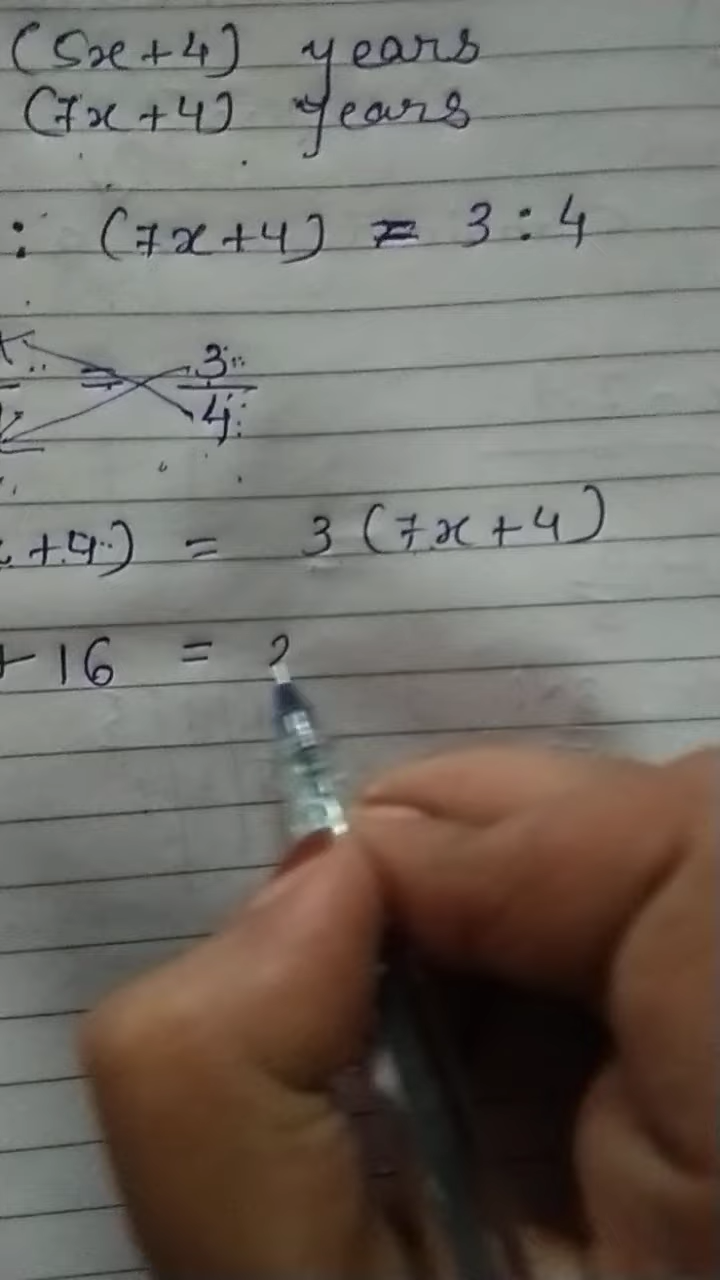 (5x+4) years
(7x+4) years
: (7x+4) = 3:4
= 3/4
+4) = 3(7x+4)
+16 = 2